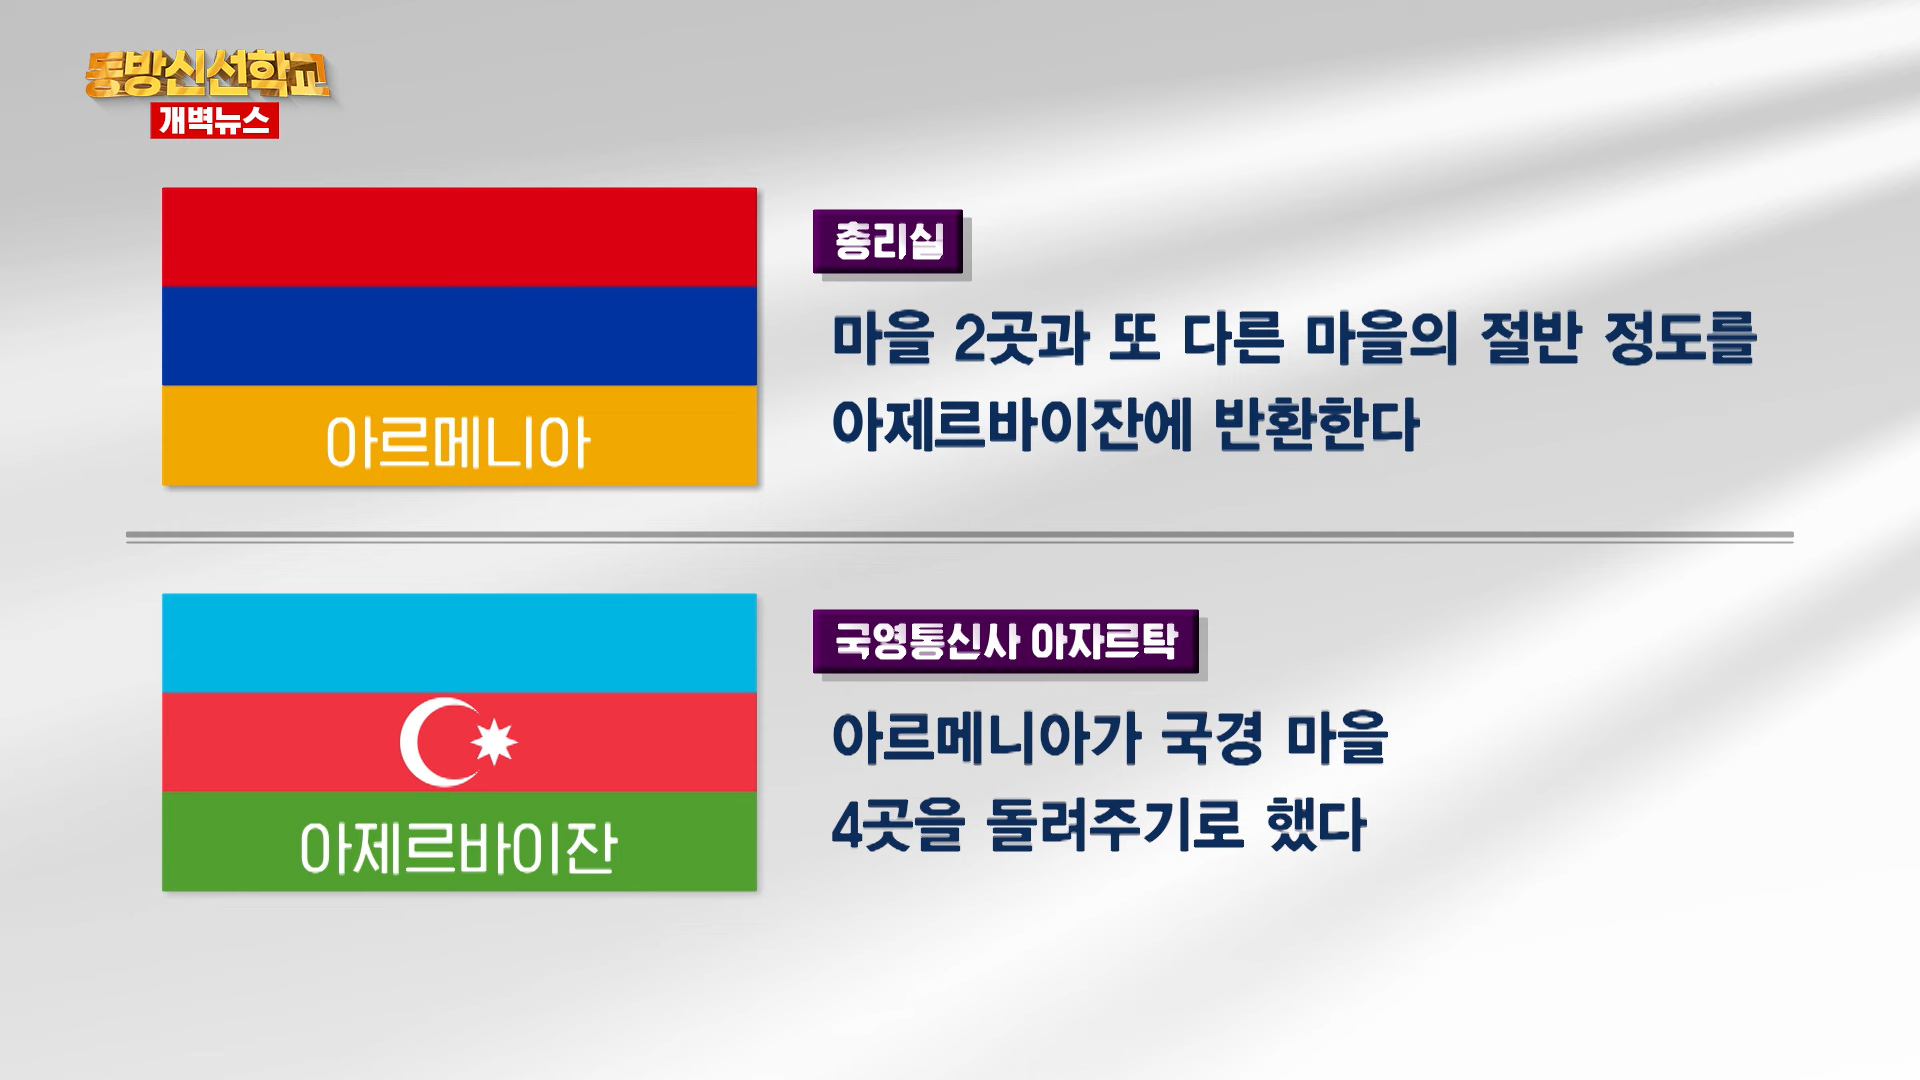 동방신선학교
개벽뉴스
총리실
마을 2곳과 또 다른 마을의 절반 정도를
아제르바이잔에 반환한다
아르메니아
국영통신사 아자르탁
아르메니아가 국경 마을
4곳을 돌려주기로 했다
아제르바이잔